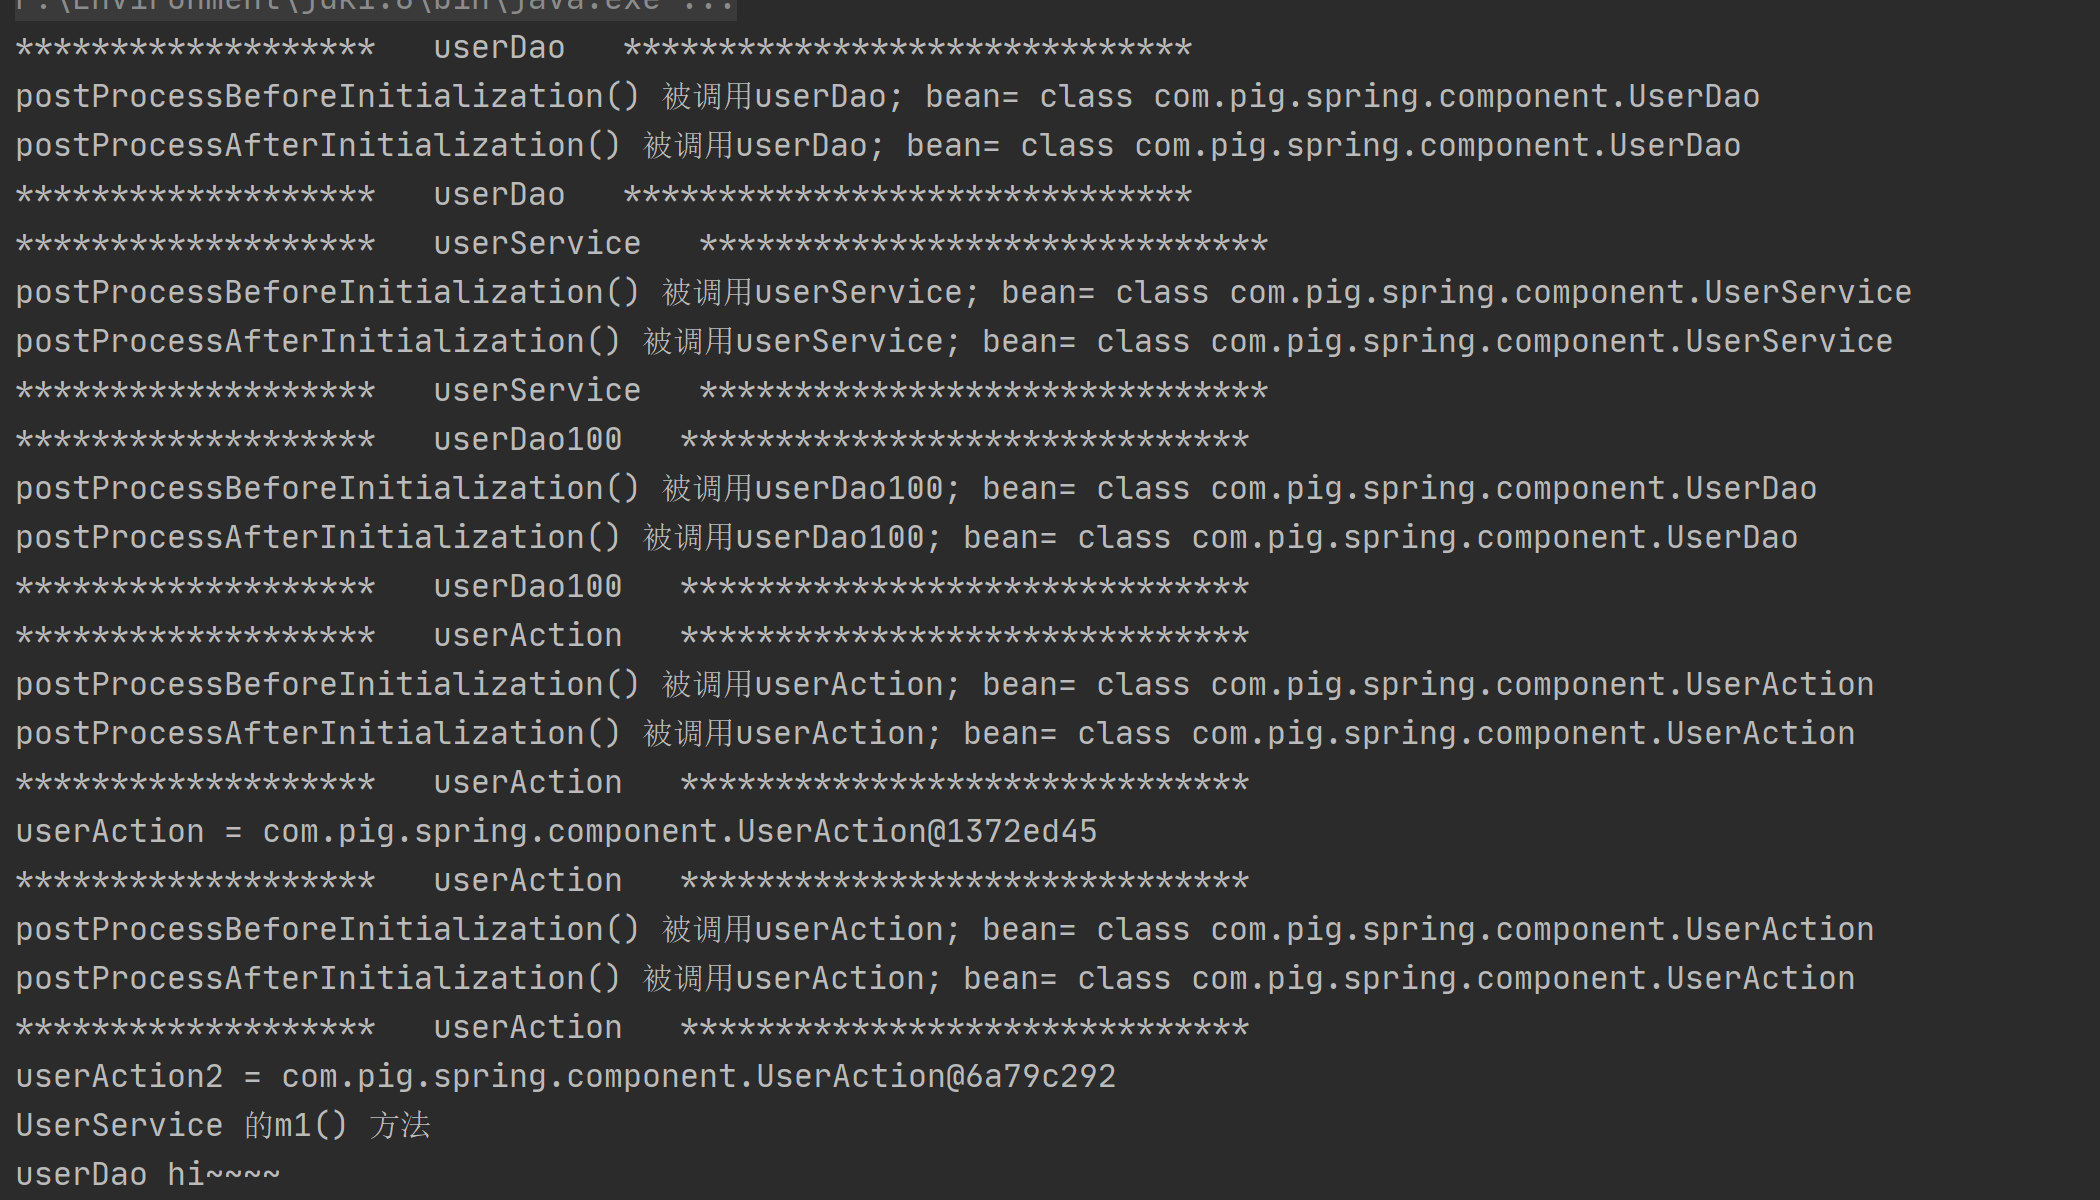 F:\Environment\jdk1.8\bin\java.exe ...
*******************   userDao   ******************************
postProcessBeforeInitialization() 被调用userDao; bean= class com.pig.spring.component.UserDao
postProcessAfterInitialization() 被调用userDao; bean= class com.pig.spring.component.UserDao
*******************   userDao   ******************************
*******************   userService   ******************************
postProcessBeforeInitialization() 被调用userService; bean= class com.pig.spring.component.UserService
postProcessAfterInitialization() 被调用userService; bean= class com.pig.spring.component.UserService
*******************   userService   ******************************
*******************   userDao100   ******************************
postProcessBeforeInitialization() 被调用userDao100; bean= class com.pig.spring.component.UserDao
postProcessAfterInitialization() 被调用userDao100; bean= class com.pig.spring.component.UserDao
*******************   userDao100   ******************************
*******************   userAction   ******************************
postProcessBeforeInitialization() 被调用userAction; bean= class com.pig.spring.component.UserAction
postProcessAfterInitialization() 被调用userAction; bean= class com.pig.spring.component.UserAction
*******************   userAction   ******************************
userAction = com.pig.spring.component.UserAction@1372ed45
*******************   userAction   ******************************
postProcessBeforeInitialization() 被调用userAction; bean= class com.pig.spring.component.UserAction
postProcessAfterInitialization() 被调用userAction; bean= class com.pig.spring.component.UserAction
*******************   userAction   ******************************
userAction2 = com.pig.spring.component.UserAction@6a79c292
UserService 的m1() 方法
userDao hi~~~~